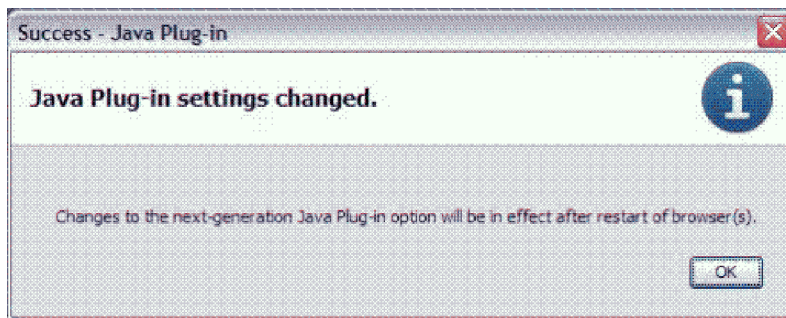 Success - Java Plug-in
Java Plug-in settings changed.
Changes to the next-generation Java Plug-in option will be in effect after restart of browser(s).
OK